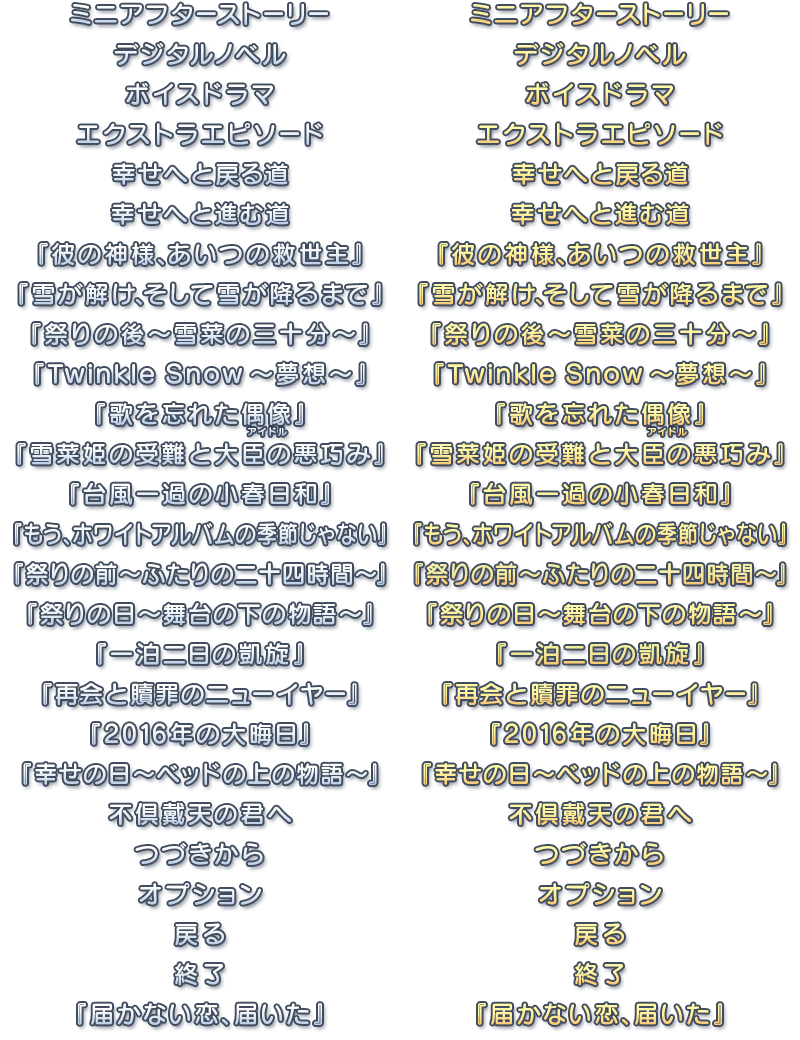 ミニアフターストーリー ミニアフターストーリー
デジタルノベル デジタルノベル
ボイスドラマ ボイスドラマ
エクストラエピソード エクストラエピソード
幸せへと戻る道 幸せへと戻る道
幸せへと進む道 幸せへと進む道
『彼の神様、あいつの救世主』 『彼の神様、あいつの救世主』
『雪が解け、そして雪が降るまで』 『雪が解け、そして雪が降るまで』
『祭りの後～雪菜の三十分～』 『祭りの後～雪菜の三十分～』
『Twinkle Snow ～夢想～』 『Twinkle Snow ～夢想～』
『歌を忘れた偶像』 『歌を忘れた偶像』
アイドル アイドル
『雪菜姫の受難と大臣の悪巧み』 『雪菜姫の受難と大臣の悪巧み』
『台風一過の小春日和』 『台風一過の小春日和』
『もう、ホワイトアルバムの季節じゃない』 『もう、ホワイトアルバムの季節じゃない』
『祭りの前～ふたりの二十四時間～』 『祭りの前～ふたりの二十四時間～』
『祭りの日～舞台の下の物語～』 『祭りの日～舞台の下の物語～』
『一泊二日の凱旋』 『一泊二日の凱旋』
『再会と贖罪のニューイヤー』 『再会と贖罪のニューイヤー』
『2016年の大晦日』 『2016年の大晦日』
『幸せの日～ベッドの上の物語～』 『幸せの日～ベッドの上の物語～』
不倶戴天の君へ 不倶戴天の君へ
つづきから つづきから
オプション オプション
戻る 戻る
終了 終了
『届かない恋、届いた』 『届かない恋、届いた』